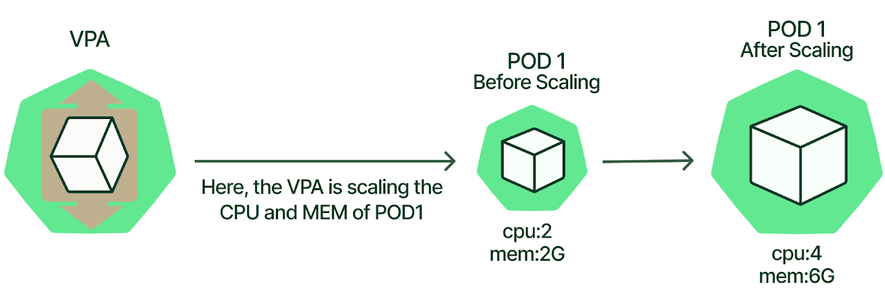 VPA
Here, the VPA is scaling the
CPU and MEM of POD1
POD 1
Before Scaling
cpu:2
mem:2G
POD 1
After Scaling
cpu:4
mem:6G